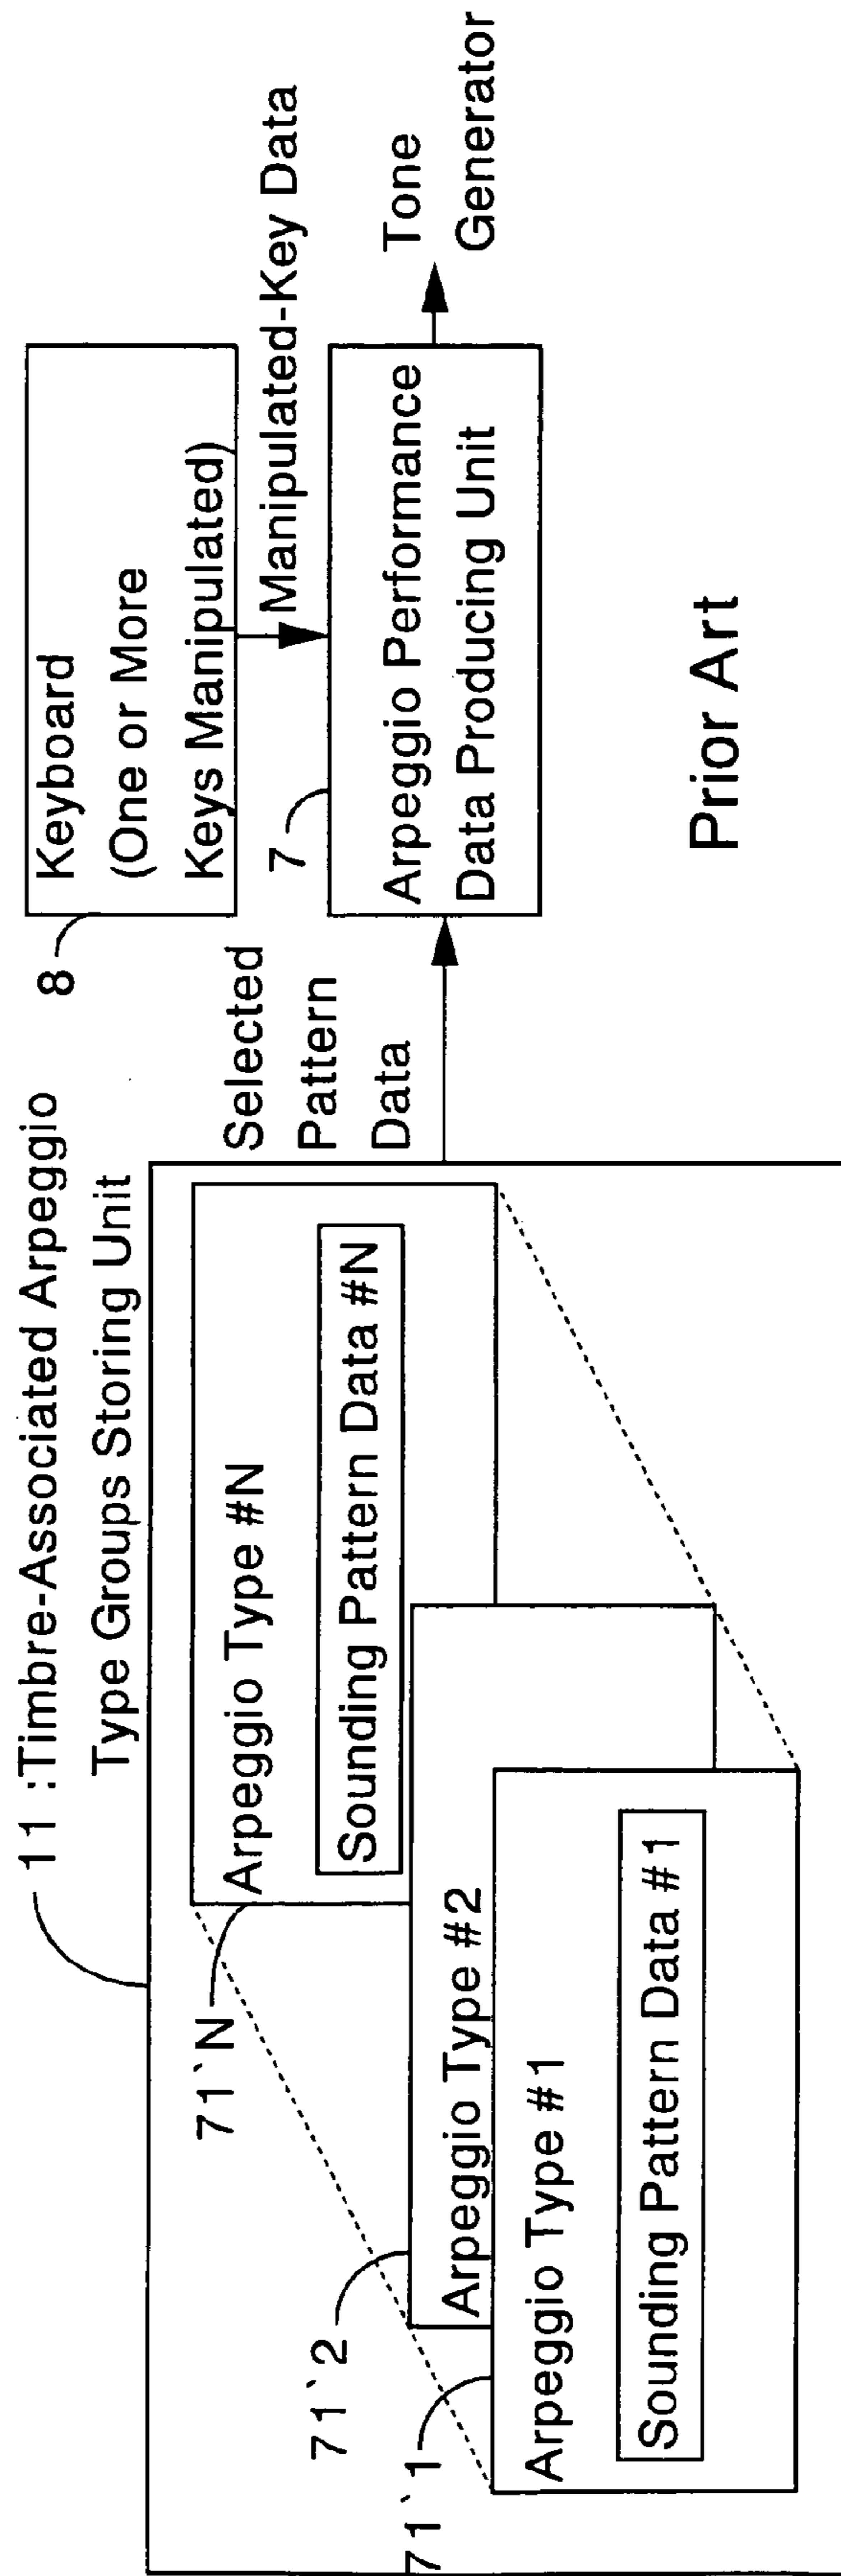 11 :Timbre-Associated Arpeggio
Type Groups Storing Unit
71`N
Arpeggio Type #N
Sounding Pattern Data #N
71`2
Arpeggio Type #2
71`1
Arpeggio Type #1
Sounding Pattern Data #1
Selected
Pattern
Data
8
Keyboard
(One or More
Keys Manipulated)
Manipulated-Key Data
7
Arpeggio Performance
Data Producing Unit
Tone
Generator
Prior Art